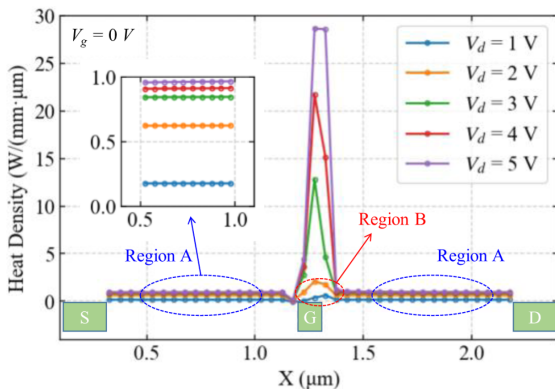 V_g = 0 V
V_d = 1 V
V_d = 2 V
V_d = 3 V
V_d = 4 V
V_d = 5 V
Heat Density (W/(mm·μm)
30
25
20
15
10
5
0
1.0
0.5
0.0
0.5 1.0
Region A
Region B
Region A
S
G
D
0.5 1.0 1.5 2.0
X (μm)